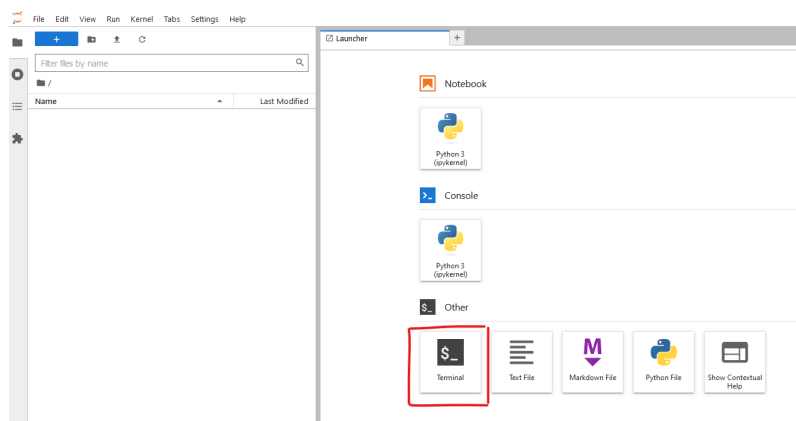 File Edit View Run Kernel Tabs Settings Help
+
Filter files by name
/
Name Last Modified
Launcher +
Notebook
Python 3
(ipykernel)
>_ Console
Python 3
(ipykernel)
$_ Other
$_
Terminal
Text File
M
Markdown File
Python File
Show Contextual
Help